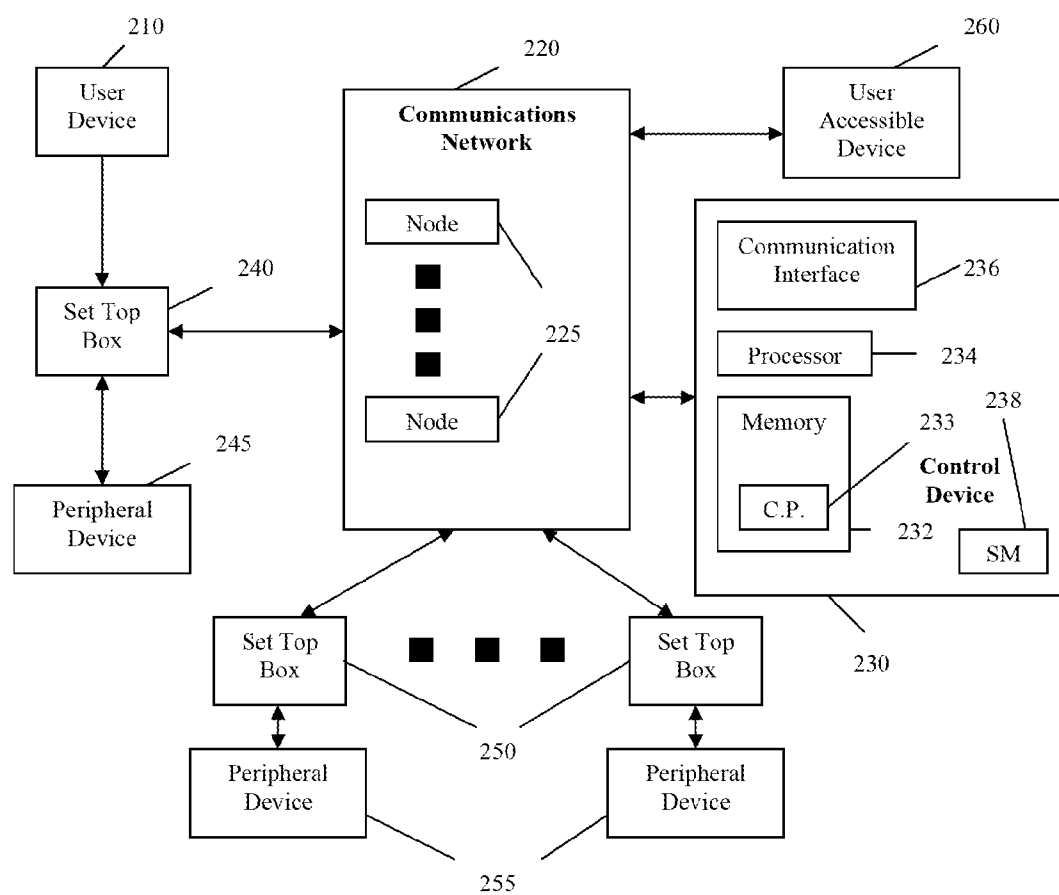 210
220
260
User
Device
Communications
Network
User
Accessible
Device
Node
Communication
Interface
236
240
Set Top
Box
225
Processor
234
Node
Memory
238
233
245
Control
Device
Peripheral
Device
C.P.
232
SM
Set Top
Box
Set Top
Box
230
250
Peripheral
Device
Peripheral
Device
255